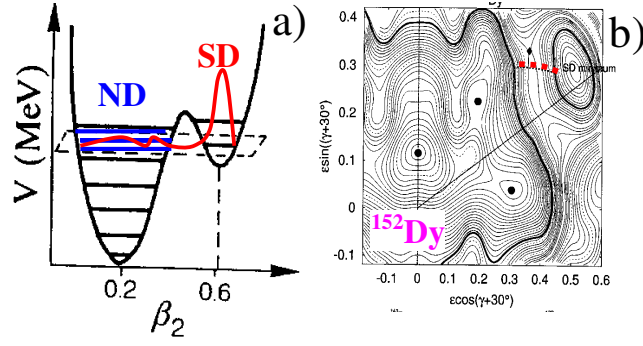 a)
ND
SD
V (MeV)
0.2
0.6
β₂
Dy
b)
0.4
0.3
0.2
0.1
0
-0.1
εsin((γ+30°)
SD minimum
¹⁵²Dy
0
0.1
0.2
0.3
0.4
0.5
0.6
εcos(γ+30°)